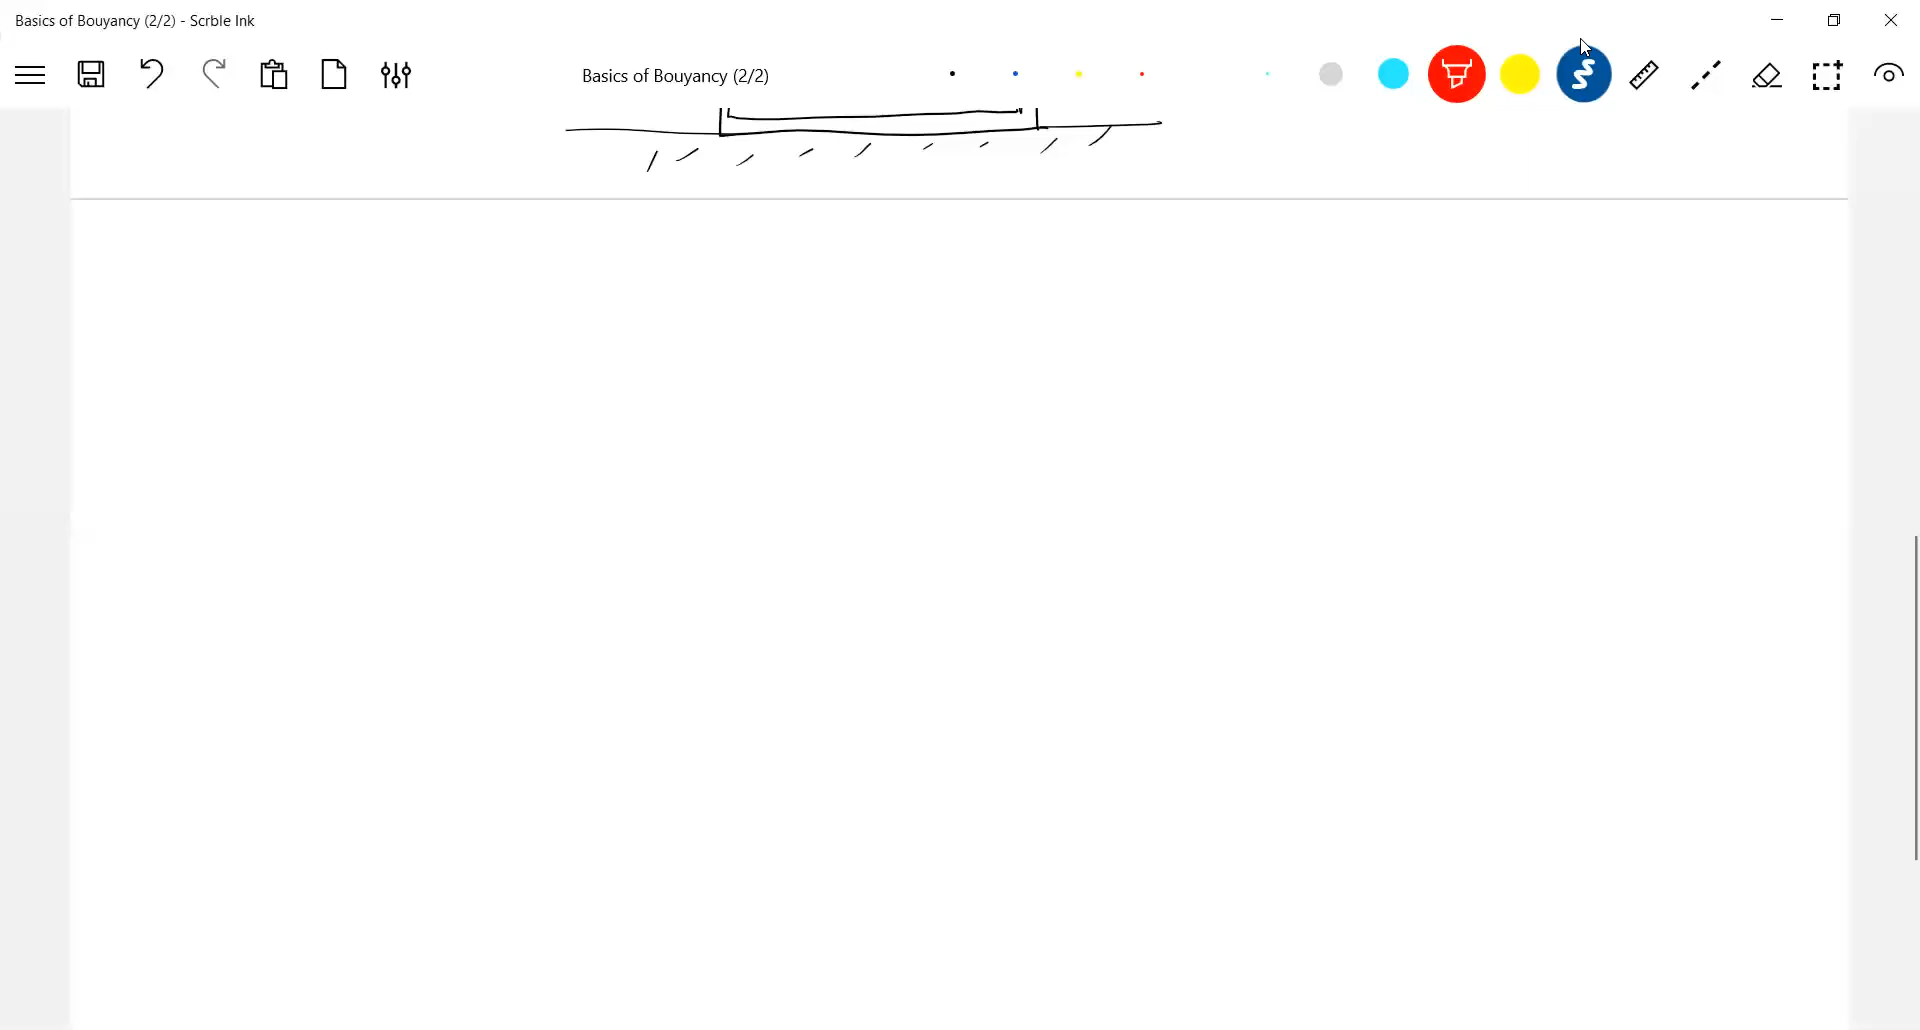 Basics of Bouyancy (2/2) - Scrble Ink
Basics of Bouyancy (2/2)